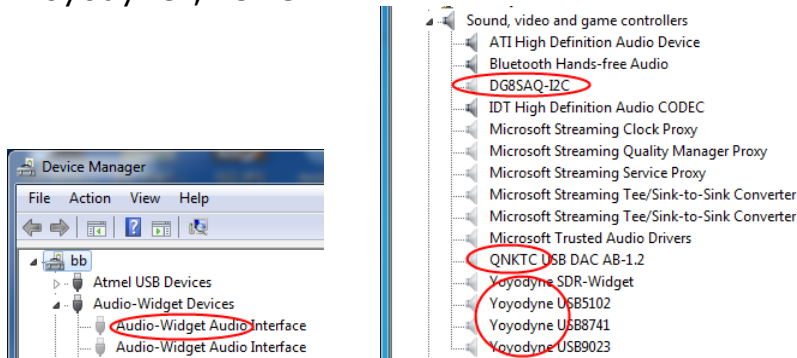 Sound, video and game controllers
ATI High Definition Audio Device
Bluetooth Hands-free Audio
DG8SAQ-I2C
IDT High Definition Audio CODEC
Microsoft Streaming Clock Proxy
Microsoft Streaming Quality Manager Proxy
Microsoft Streaming Service Proxy
Microsoft Streaming Tee/Sink-to-Sink Converter
Microsoft Streaming Tee/Sink-to-Sink Converter
Microsoft Trusted Audio Drivers
QNKTC USB DAC AB-1.2
Yoyodyne SDR-Widget
Yoyodyne USB5102
Yoyodyne USB8741
Yoyodyne USB9023
Device Manager
File Action View Help
bb
Atmel USB Devices
Audio-Widget Devices
Audio-Widget Audio Interface
Audio-Widget Audio Interface